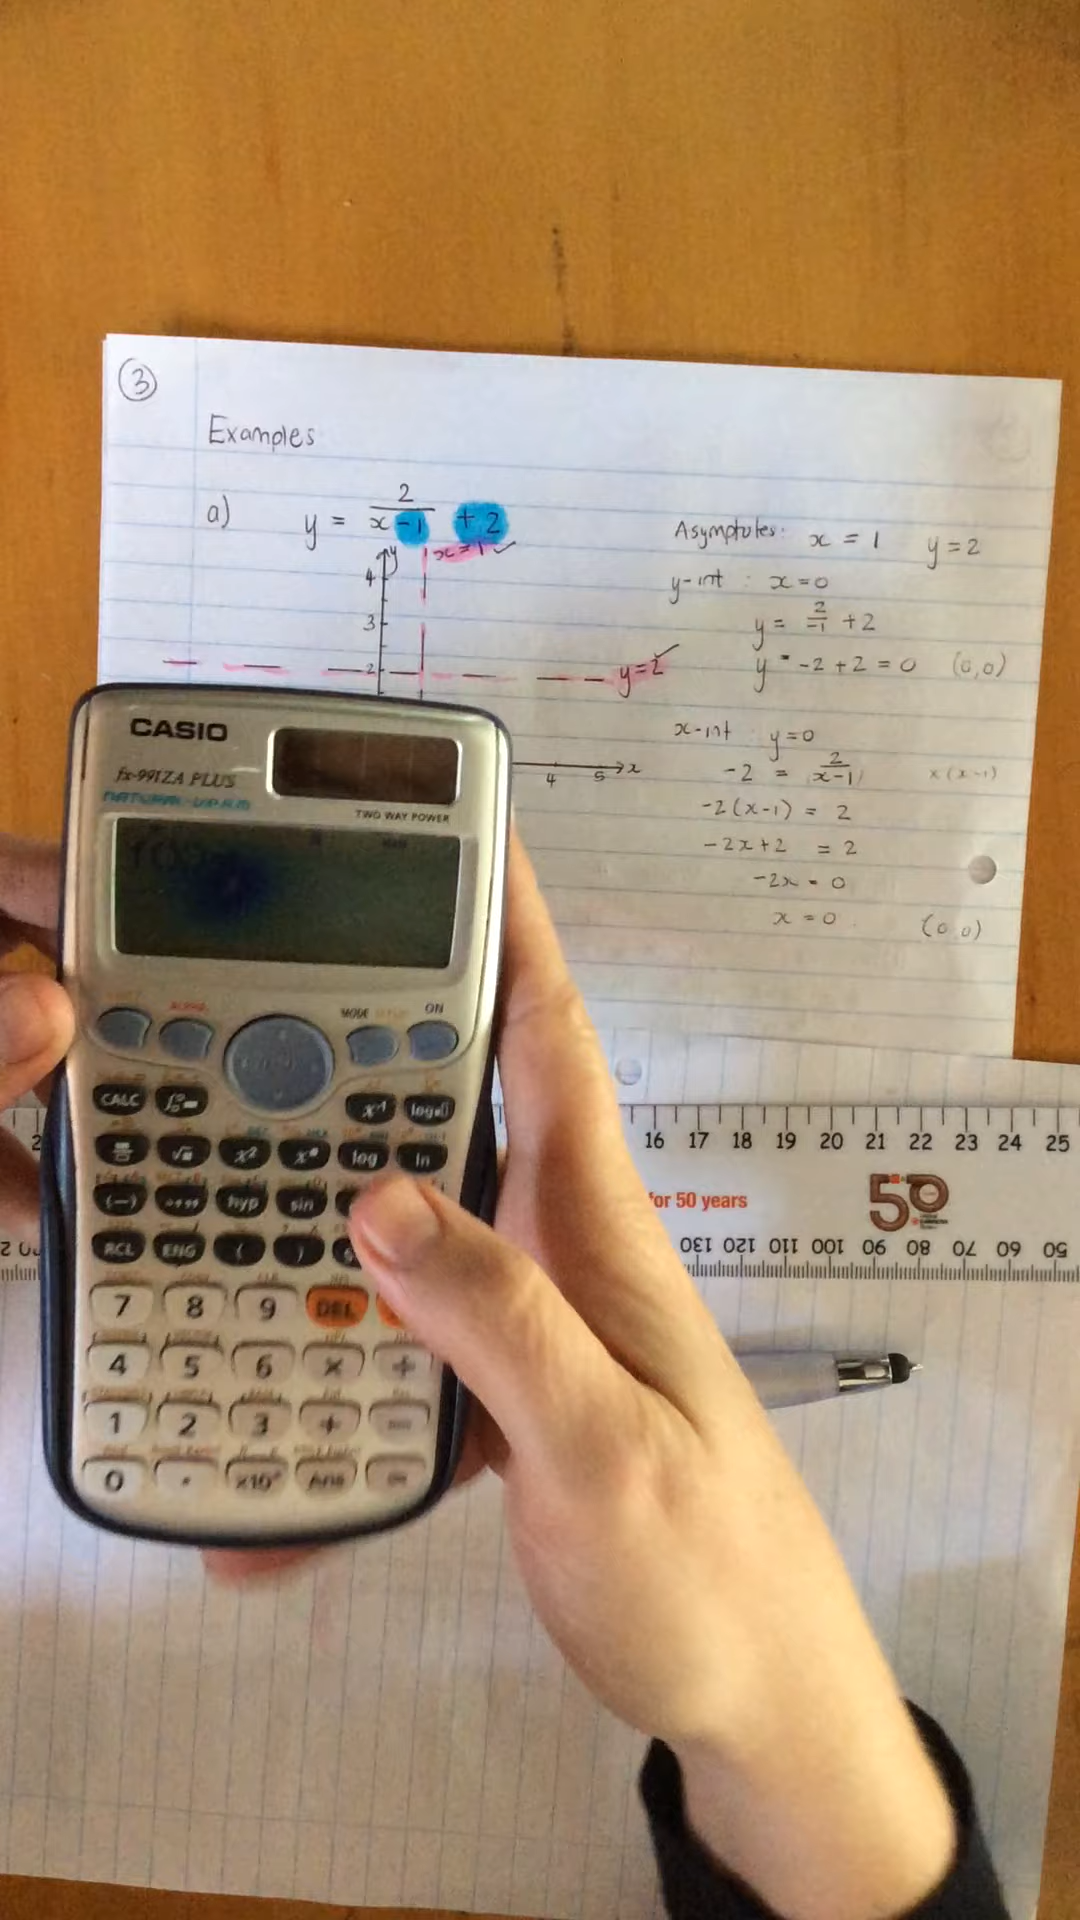 3
Examples
a) y = 2/(x -1) + 2
y
x = 1 ✓
4
3
2
y=2 ✓
4 5 x
Asymptotes: x = 1 y = 2
y-int : x = 0
y = 2/-1 + 2
y = -2 + 2 = 0 (0,0)
x-int y = 0
-2 = 2/(x-1) × (x-1)
-2(x-1) = 2
-2x+2 = 2
-2x = 0
x = 0 (0,0)
CASIO
fx-991ZA PLUS
NATURAL-V.P.A.M.
TWO WAY POWER
ALPHA MODE ON
CALC x⁻¹
√ x² log ln
(−) hyp sin
RCL ENG ( )
7 8 9 DEL
4 5 6 ×
1 2 3 +
0 . ×10ˣ Ans =
16 17 18 19 20 21 22 23 24 25
for 50 years
50
130 120 110 100 90 80 70 60 50